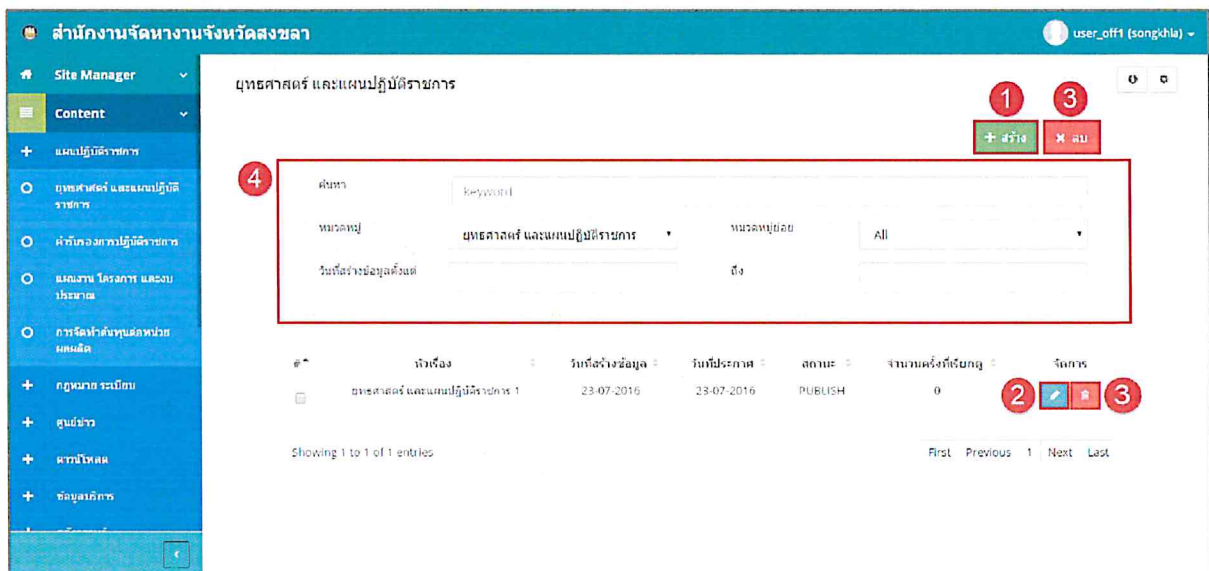 สำนักงานจัดหางานจังหวัดสงขลา
user_off1 (songkhla)
Site Manager
Content
แผนปฏิบัติราชการ
ยุทธศาสตร์ และแผนปฏิบัติ
ราชการ
คำรับรองการปฏิบัติราชการ
แผนงาน โครงการ และงบ
ประมาณ
การจัดทำต้นทุนต่อหน่วย
ผลผลิต
กฎหมาย ระเบียบ
ศูนย์ข่าว
ดาวน์โหลด
ข้อมูลบริการ
ยุทธศาสตร์ และแผนปฏิบัติราชการ
1
3
+ สร้าง
✖ ลบ
4
ค้นหา
keyword
หมวดหมู่
ยุทธศาสตร์ และแผนปฏิบัติราชการ
หมวดหมู่ย่อย
All
วันที่สร้างข้อมูลตั้งแต่
ถึง
# หัวเรื่อง วันที่สร้างข้อมูล วันที่ประกาศ สถานะ จำนวนครั้งที่เรียกดู จัดการ
ยุทธศาสตร์ และแผนปฏิบัติราชการ 1 23-07-2016 23-07-2016 PUBLISH 0
2
3
Showing 1 to 1 of 1 entries
First Previous 1 Next Last